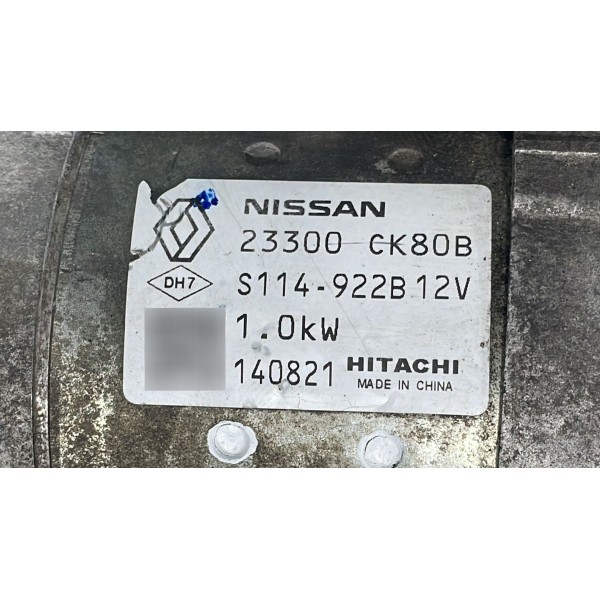 NISSAN
23300 CK80B
DH7
S114-922B 12V
1.0kW
140821 HITACHI
MADE IN CHINA